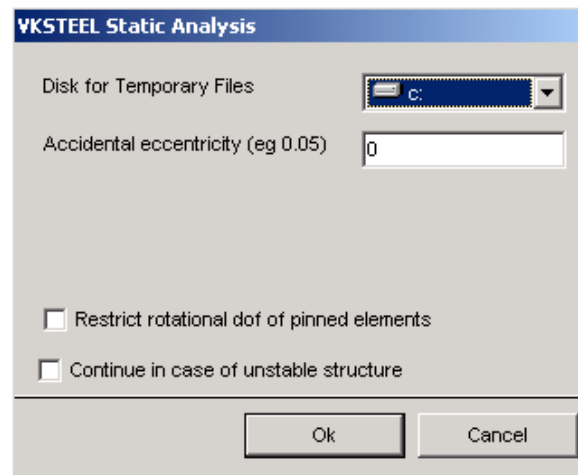 VKSTEEL Static Analysis
Disk for Temporary Files
c:
Accidental eccentricity (eg 0.05)
0
Restrict rotational dof of pinned elements
Continue in case of unstable structure
Ok
Cancel